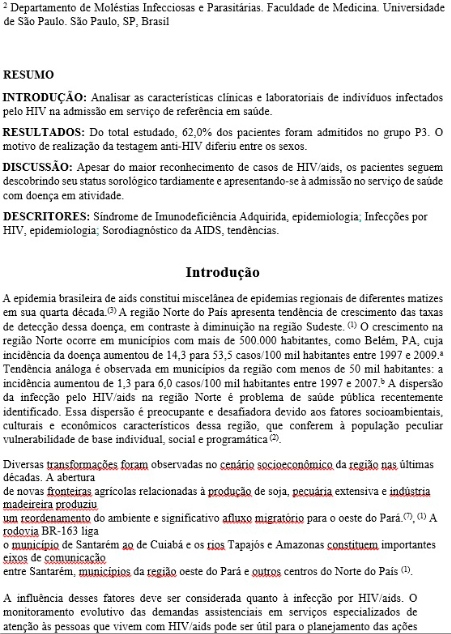 ² Departamento de Moléstias Infecciosas e Parasitárias. Faculdade de Medicina. Universidade
de São Paulo. São Paulo, SP, Brasil
RESUMO
INTRODUÇÃO: Analisar as características clínicas e laboratoriais de indivíduos infectados
pelo HIV na admissão em serviço de referência em saúde.
RESULTADOS: Do total estudado, 62,0% dos pacientes foram admitidos no grupo P3. O
motivo de realização da testagem anti-HIV diferiu entre os sexos.
DISCUSSÃO: Apesar do maior reconhecimento de casos de HIV/aids, os pacientes seguem
descobrindo seu status sorológico tardiamente e apresentando-se à admissão no serviço de saúde
com doença em atividade.
DESCRITORES: Síndrome de Imunodeficiência Adquirida, epidemiologia; Infecções por
HIV, epidemiologia; Sorodiagnóstico da AIDS, tendências.
Introdução
A epidemia brasileira de aids constitui miscelânea de epidemias regionais de diferentes matizes
em sua quarta década.⁽³⁾ A região Norte do País apresenta tendência de crescimento das taxas
de detecção dessa doença, em contraste à diminuição na região Sudeste. ⁽¹⁾ O crescimento na
região Norte ocorre em municípios com mais de 500.000 habitantes, como Belém, PA, cuja
incidência da doença aumentou de 14,3 para 53,5 casos/100 mil habitantes entre 1997 e 2009.ª
Tendência análoga é observada em municípios da região com menos de 50 mil habitantes: a
incidência aumentou de 1,3 para 6,0 casos/100 mil habitantes entre 1997 e 2007.ᵇ A dispersão
da infecção pelo HIV/aids na região Norte é problema de saúde pública recentemente
identificado. Essa dispersão é preocupante e desafiadora devido aos fatores socioambientais,
culturais e econômicos característicos dessa região, que conferem à população peculiar
vulnerabilidade de base individual, social e programática ⁽²⁾.
Diversas transformações foram observadas no cenário socioeconômico da região nas últimas
décadas. A abertura
de novas fronteiras agrícolas relacionadas à produção de soja, pecuária extensiva e indústria
madeireira produziu
um reordenamento do ambiente e significativo afluxo migratório para o oeste do Pará.⁽⁷⁾, ⁽¹⁾ A
rodovia BR-163 liga
o município de Santarém ao de Cuiabá e os rios Tapajós e Amazonas constituem importantes
eixos de comunicação
entre Santarém, municípios da região oeste do Pará e outros centros do Norte do País ⁽¹⁾.
A influência desses fatores deve ser considerada quanto à infecção por HIV/aids. O
monitoramento evolutivo das demandas assistenciais em serviços especializados de
atenção às pessoas que vivem com HIV/aids pode ser útil para o planejamento das ações